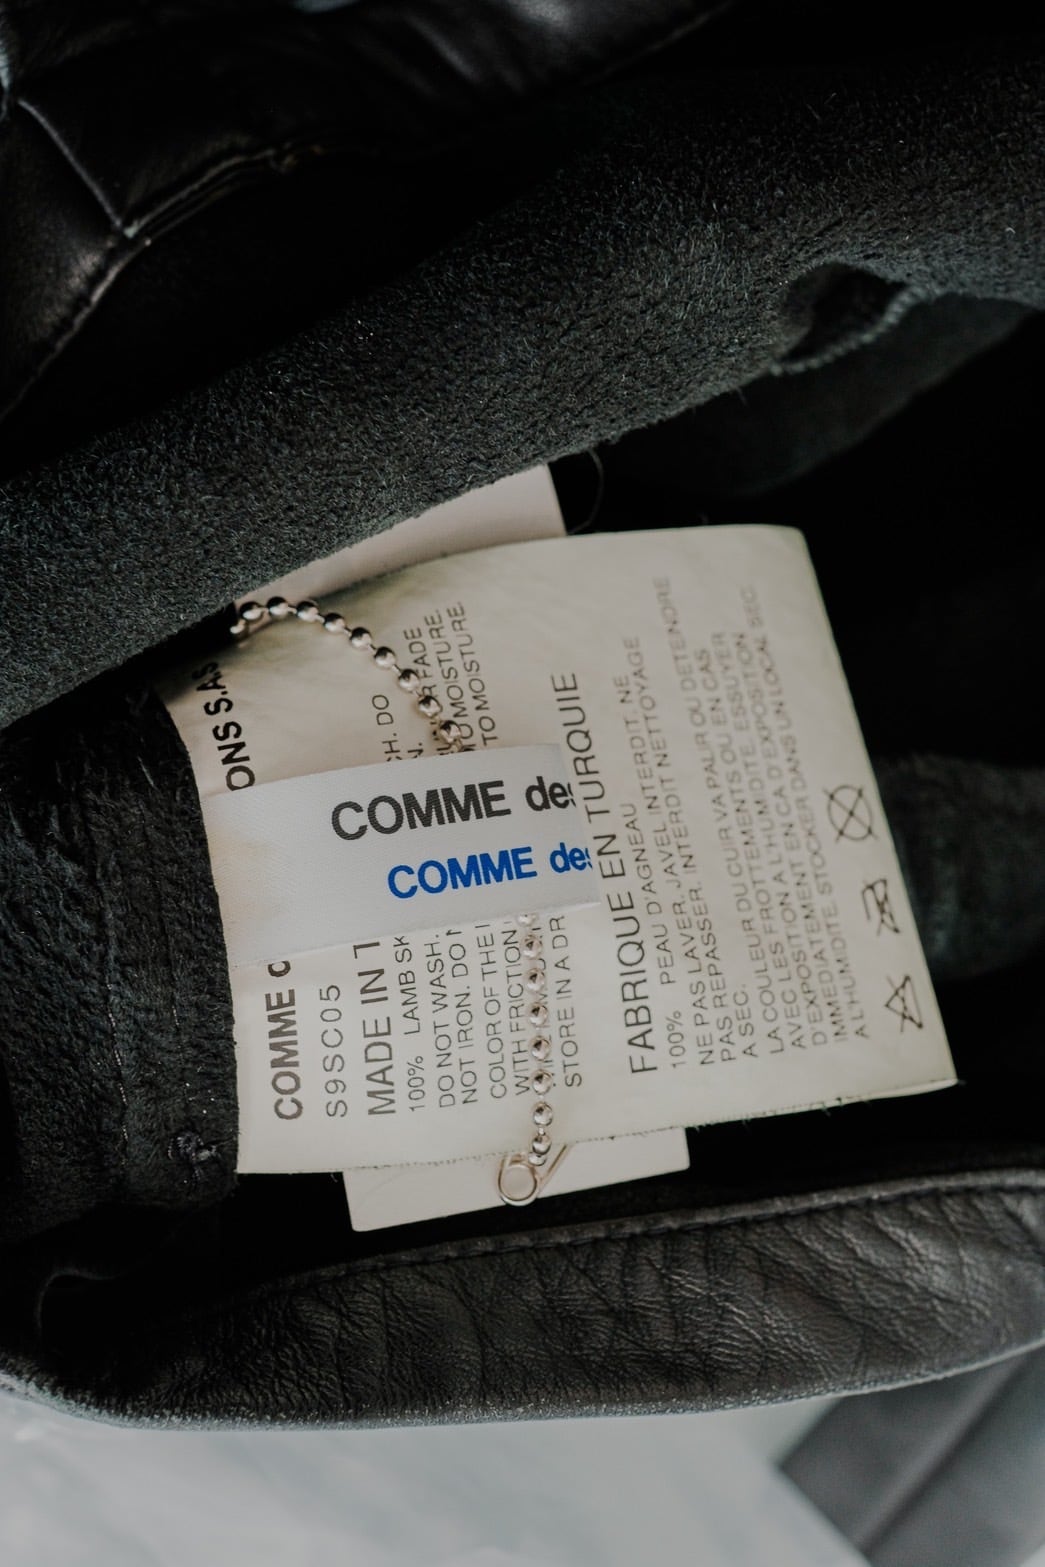 COMME des
COMME des
ONS S.AS
COMME d
S9SC05
MADE IN T
100% LAMB SK
DO NOT WASH. H. DO
NOT IRON. DO N N.
COLOR OF THE FADE
WITH FRICTION MOISTURE.
TO MOISTURE
STORE IN A DR
FABRIQUE EN TURQUIE
100% PEAU D'AGNEAU
NE PAS LAVER, JAVEL INTERDIT, NE
PAS REPASSER, INTERDIT NETTOYAGE
A SEC.
LA COULEUR DU CUIR VA PALIR OU DETEINDRE
AVEC LES FROTTEMENTS OU EN CAS
D'EXPOSITION A L'HUMIDITE. ESSUYER
IMMEDIATEMENT EN CAS D'EXPOSITION
A L'HUMIDITE STOCKER DANS UN LOCAL SEC